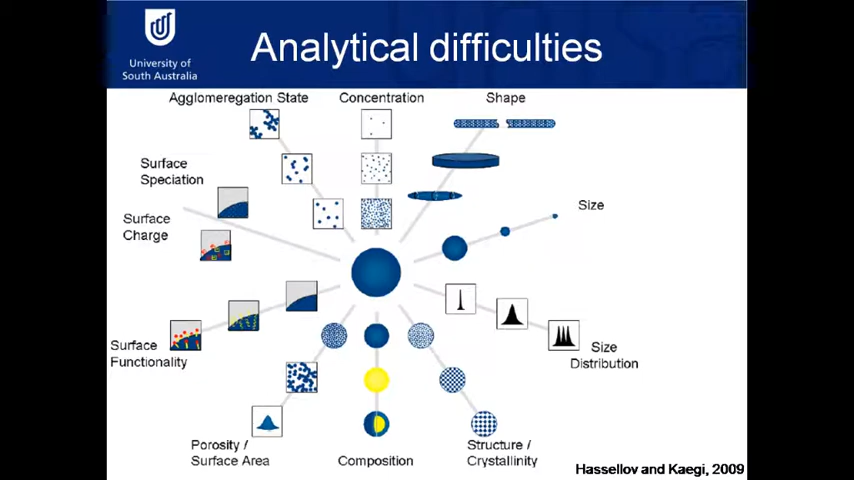 University of
South Australia
Analytical difficulties
Agglomeregation State
Concentration
Shape
Surface
Speciation
Size
Surface
Charge
Surface
Functionality
Size
Distribution
Porosity /
Surface Area
Composition
Structure /
Crystallinity
Hassellov and Kaegi, 2009